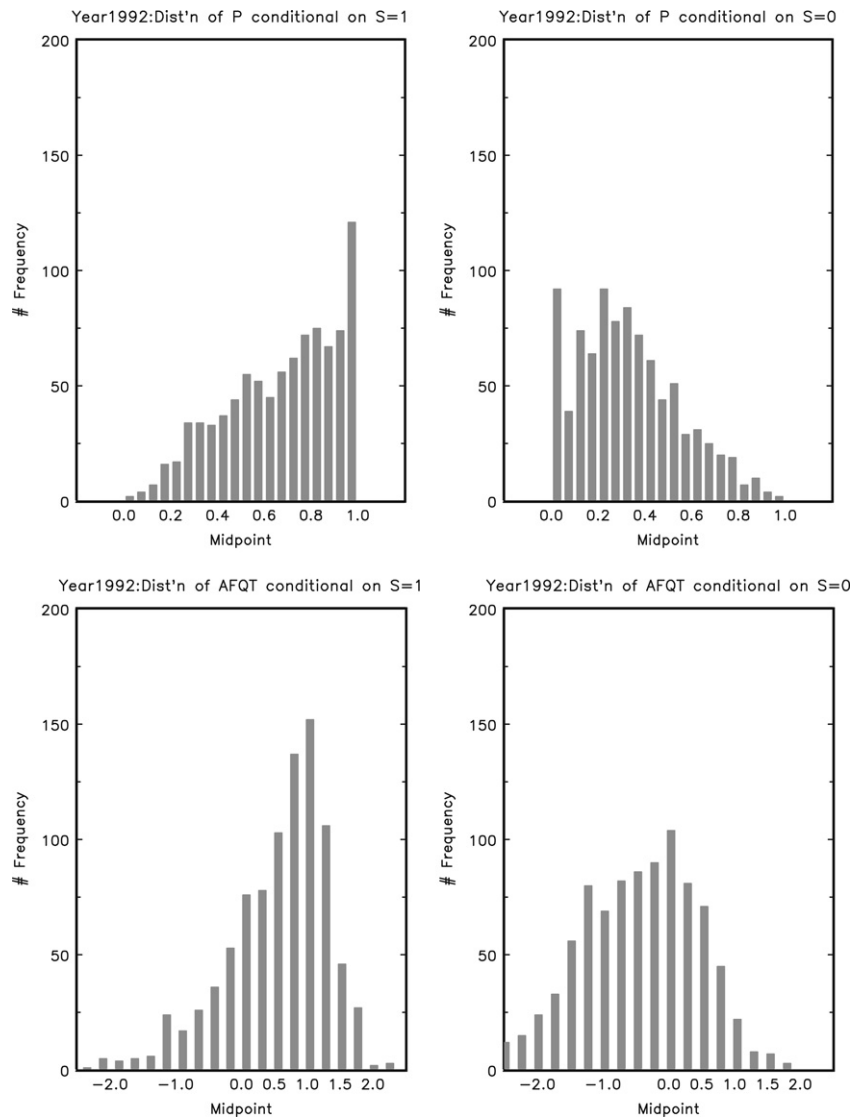 Year1992:Dist'n of P conditional on S=1
200
150
100
50
0
# Frequency
0.0 0.2 0.4 0.6 0.8 1.0
Midpoint
Year1992:Dist'n of P conditional on S=0
200
150
100
50
0
# Frequency
0.0 0.2 0.4 0.6 0.8 1.0
Midpoint
Year1992:Dist'n of AFQT conditional on S=1
200
150
100
50
0
# Frequency
−2.0 −1.0 0.0 0.5 1.0 1.5 2.0
Midpoint
Year1992:Dist'n of AFQT conditional on S=0
200
150
100
50
0
# Frequency
−2.0 −1.0 0.0 0.5 1.0 1.5 2.0
Midpoint